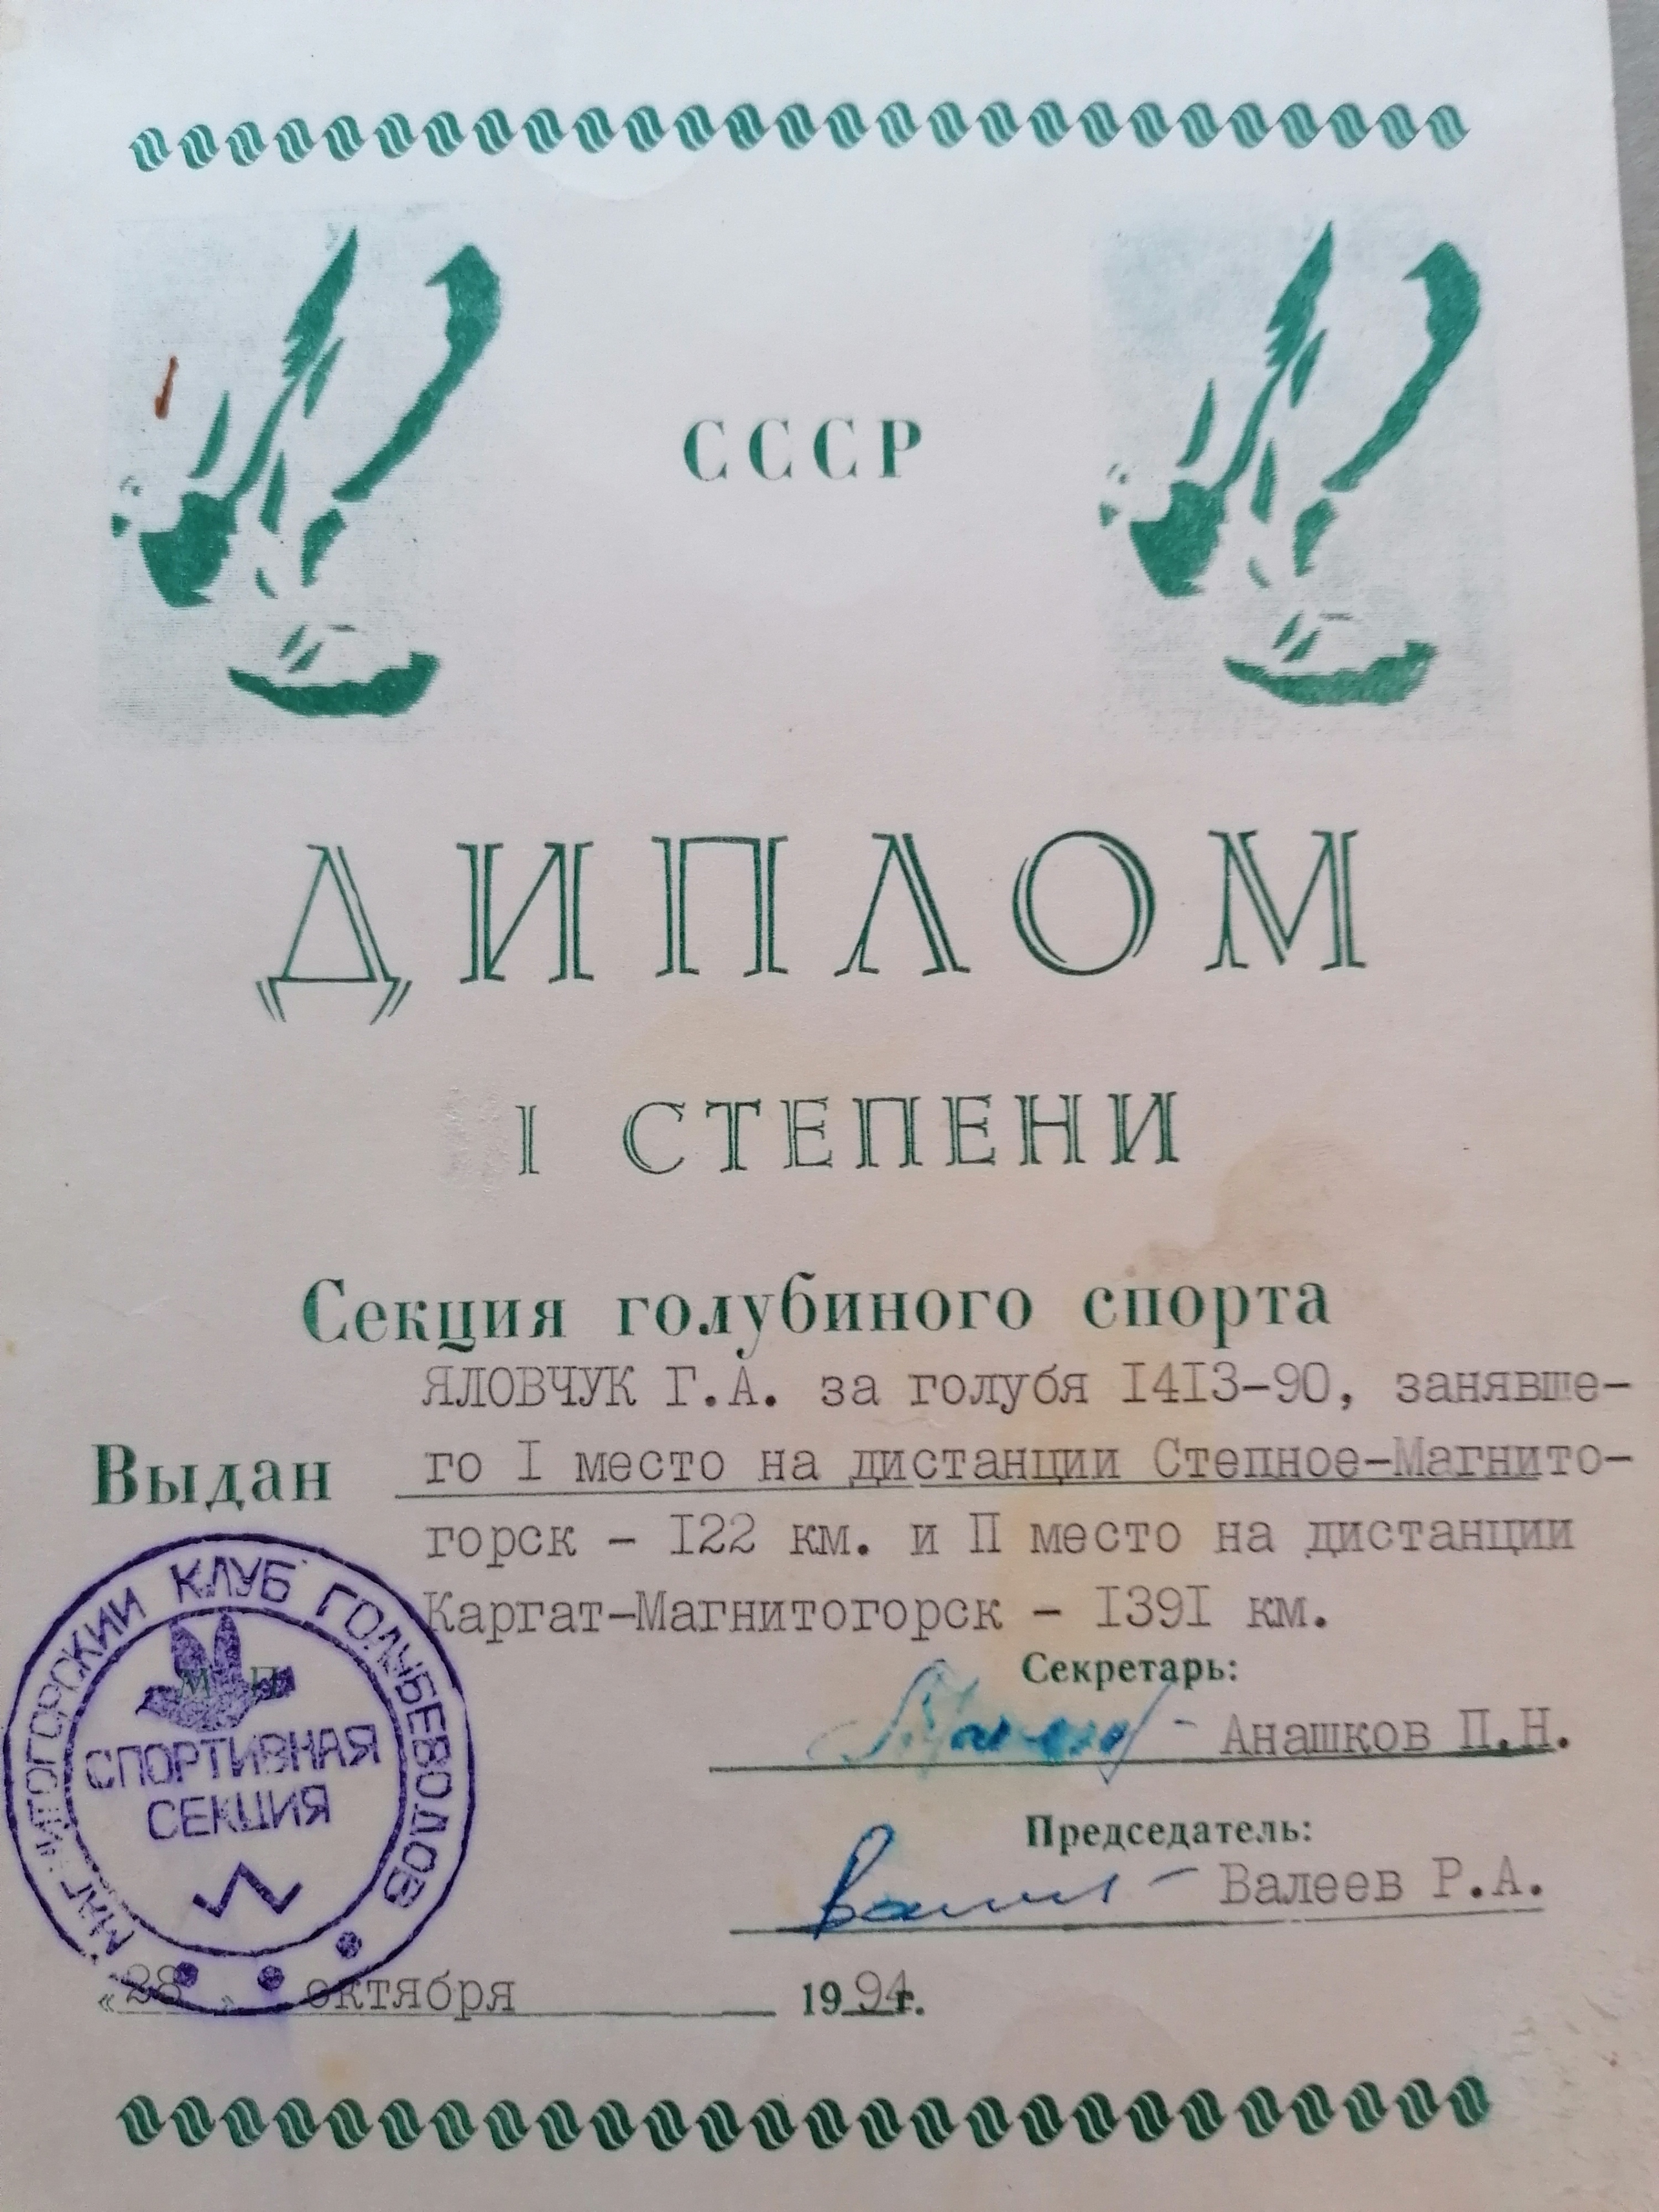 СССР
ДИПЛОМ
I СТЕПЕНИ
Секция голубиного спорта
ЯЛОВЧУК Г.А. за голубя I4I3-90, занявше-
Выдан го I место на дистанции Степное-Магнито-
горск - I22 км. и II место на дистанции
Каргат-Магнитогорск - I39I км.
МАГНИТОГОРСКИЙ КЛУБ ГОЛУБЕВОДОВ
М П
СПОРТИВНАЯ
СЕКЦИЯ
Секретарь:
- Анашков П.Н.
Председатель:
- Валеев Р.А.
«28» октября 1994г.